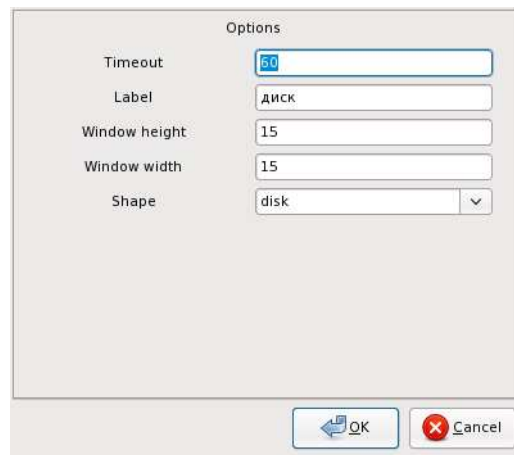 Options
Timeout 60
Label диск
Window height 15
Window width 15
Shape disk
OK Cancel